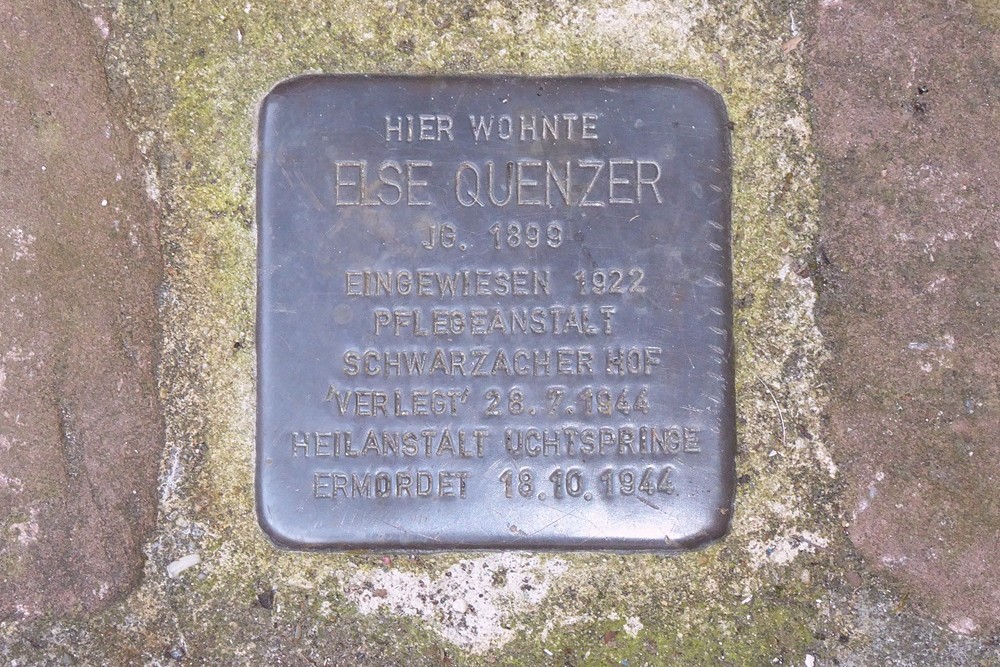 HIER WOHNTE
ELSE QUENZER
JG. 1899
EINGEWIESEN 1922
PFLEGEANSTALT
SCHWARZACHER HOF
'VERLEGT' 28.7.1944
HEILANSTALT UCHTSPRINGE
ERMORDET 18.10.1944